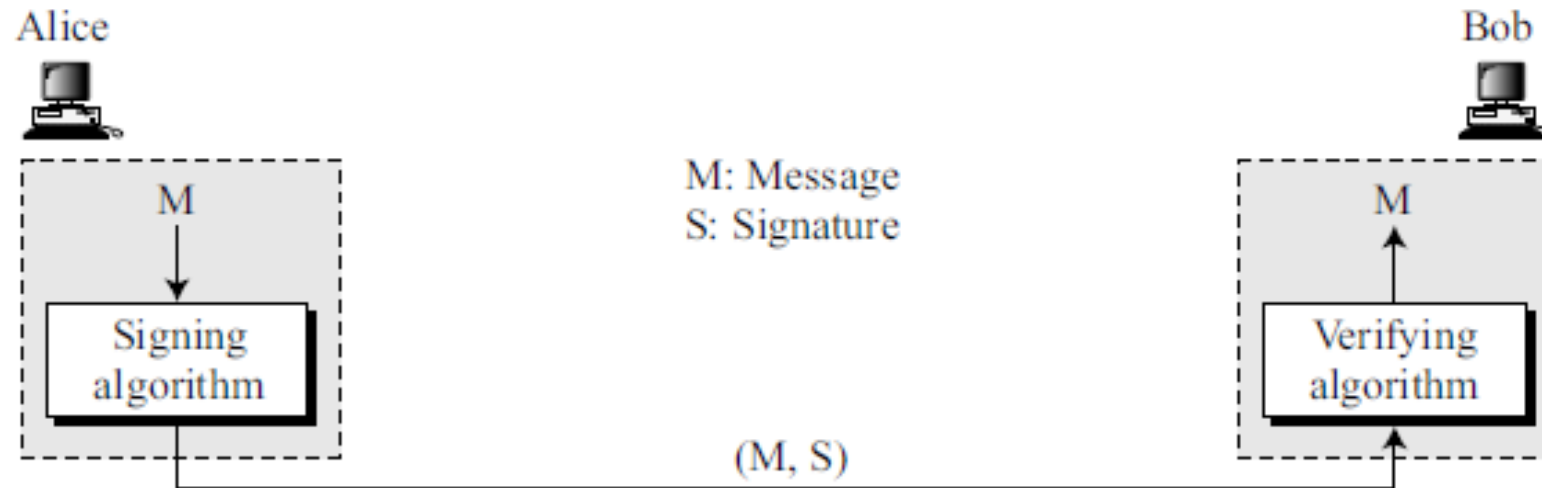 Alice
Bob
M
M: Message
S: Signature
M
Signing
algorithm
Verifying
algorithm
(M, S)